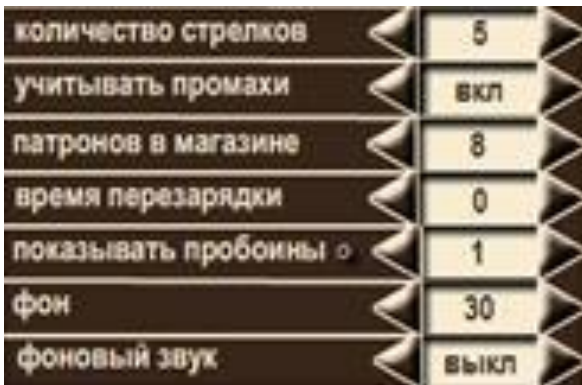 количество стрелков 5
учитывать промахи вкл
патронов в магазине 8
время перезарядки 0
показывать пробоины 1
фон 30
фоновый звук выкл